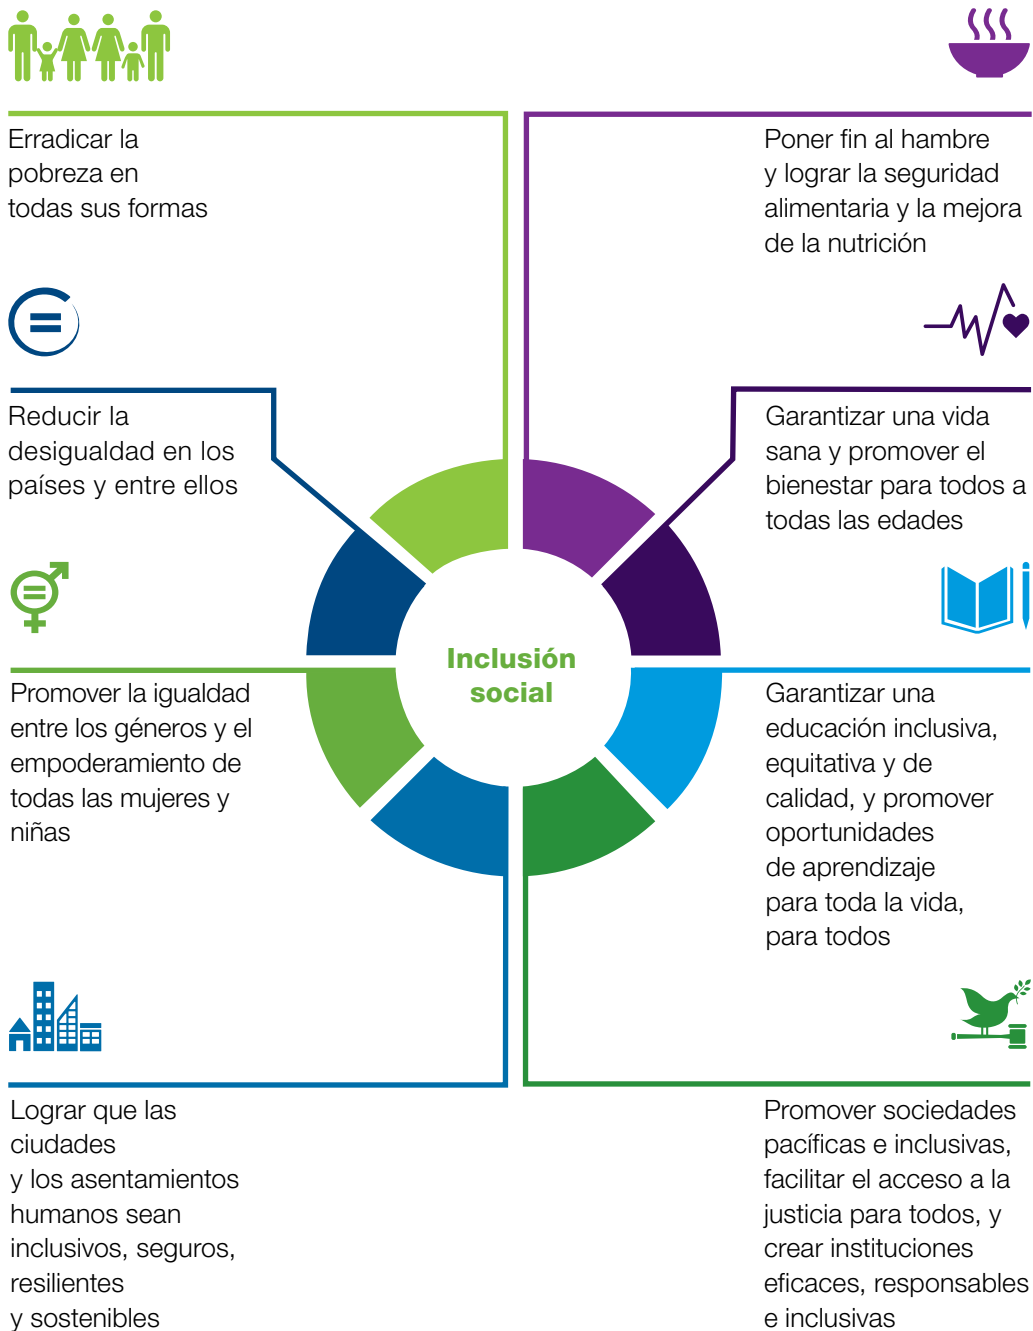 Erradicar la
pobreza en
todas sus formas
Poner fin al hambre
y lograr la seguridad
alimentaria y la mejora
de la nutrición
Reducir la
desigualdad en los
países y entre ellos
Garantizar una vida
sana y promover el
bienestar para todos a
todas las edades
Inclusión
social
Promover la igualdad
entre los géneros y el
empoderamiento de
todas las mujeres y
niñas
Garantizar una
educación inclusiva,
equitativa y de
calidad, y promover
oportunidades
de aprendizaje
para toda la vida,
para todos
Lograr que las
ciudades
y los asentamientos
humanos sean
inclusivos, seguros,
resilientes
y sostenibles
Promover sociedades
pacíficas e inclusivas,
facilitar el acceso a la
justicia para todos, y
crear instituciones
eficaces, responsables
e inclusivas